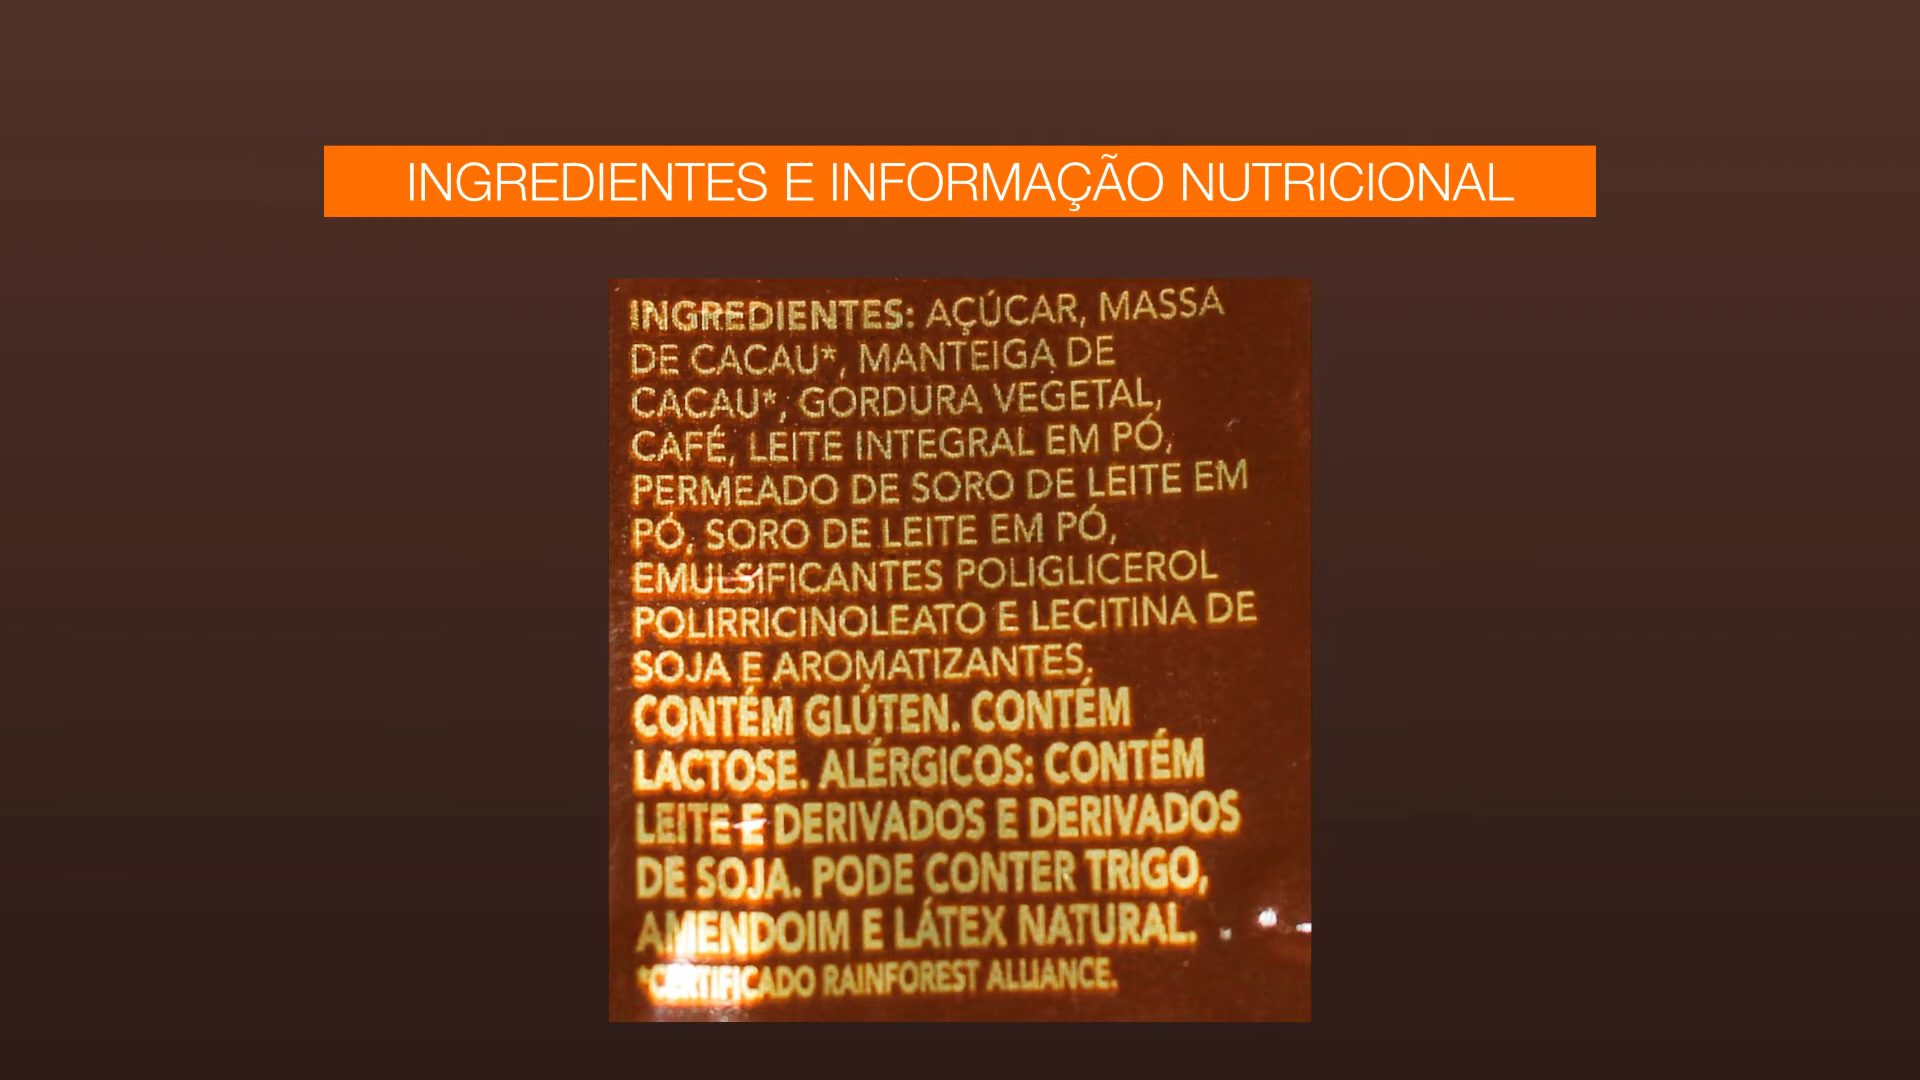 INGREDIENTES E INFORMAÇÃO NUTRICIONAL
INGREDIENTES: AÇÚCAR, MASSA
DE CACAU*, MANTEIGA DE
CACAU*, GORDURA VEGETAL,
CAFÉ, LEITE INTEGRAL EM PÓ,
PERMEADO DE SORO DE LEITE EM
PÓ, SORO DE LEITE EM PÓ,
EMULSIFICANTES POLIGLICEROL
POLIRRICINOLEATO E LECITINA DE
SOJA E AROMATIZANTES.
CONTÉM GLÚTEN. CONTÉM
LACTOSE. ALÉRGICOS: CONTÉM
LEITE E DERIVADOS E DERIVADOS
DE SOJA. PODE CONTER TRIGO,
AMENDOIM E LÁTEX NATURAL.
*CERTIFICADO RAINFOREST ALLIANCE.